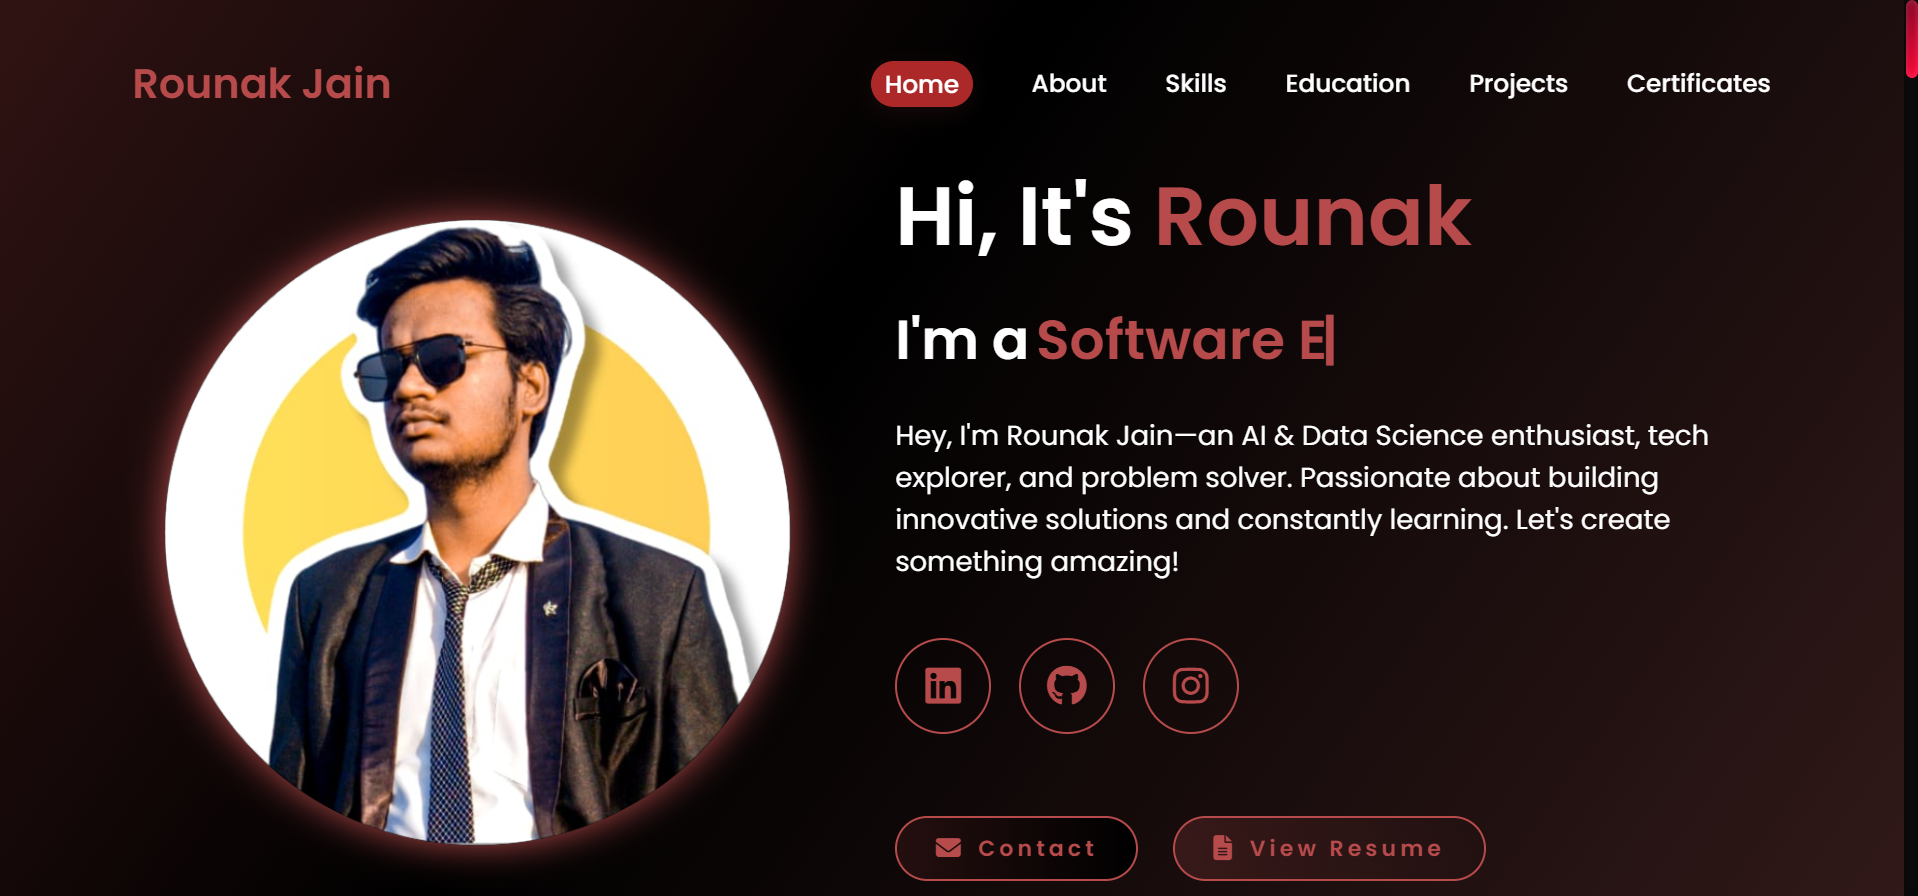 Rounak Jain
Home About Skills Education Projects Certificates
Hi, It's Rounak
I'm a Software E
Hey, I'm Rounak Jain—an AI & Data Science enthusiast, tech
explorer, and problem solver. Passionate about building
innovative solutions and constantly learning. Let's create
something amazing!
Contact
View Resume